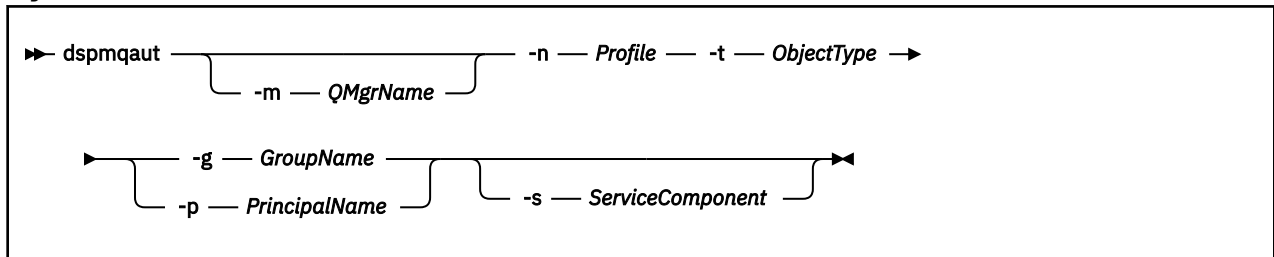 dspmqaut -n Profile -t ObjectType
-m QMgrName
-g GroupName
-p PrincipalName
-s ServiceComponent